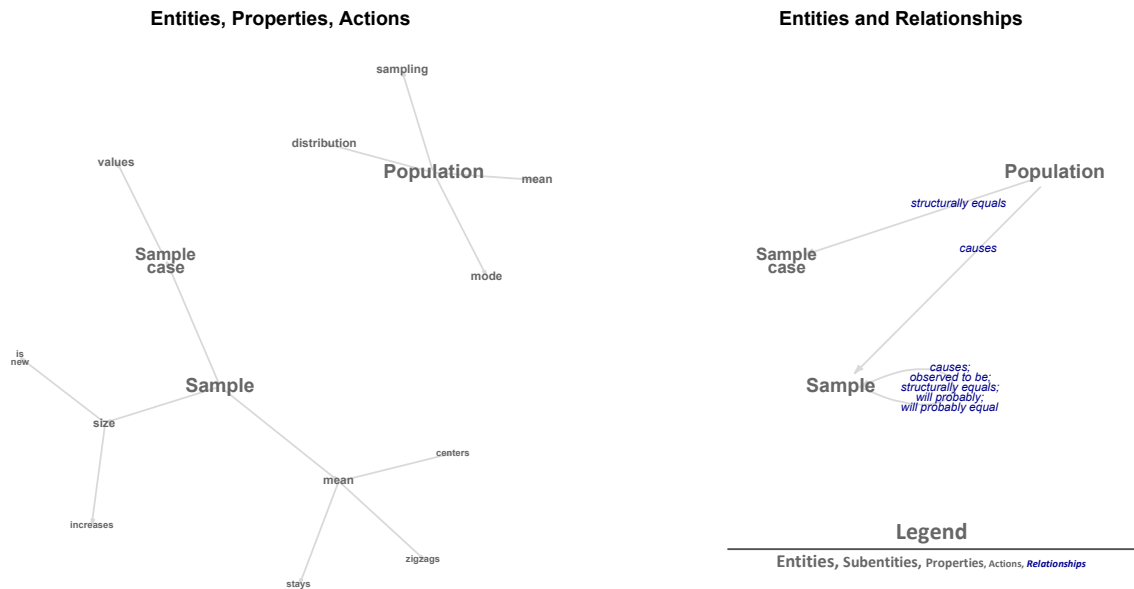 Entities, Properties, Actions
sampling
distribution
Population
mean
values
Sample
case
mode
is
new
Sample
size
centers
mean
increases
zigzags
stays
Entities and Relationships
Population
structurally equals
causes
Sample
case
Sample
causes;
observed to be;
structurally equals;
will probably;
will probably equal
Legend
Entities, Subentities, Properties, Actions, Relationships